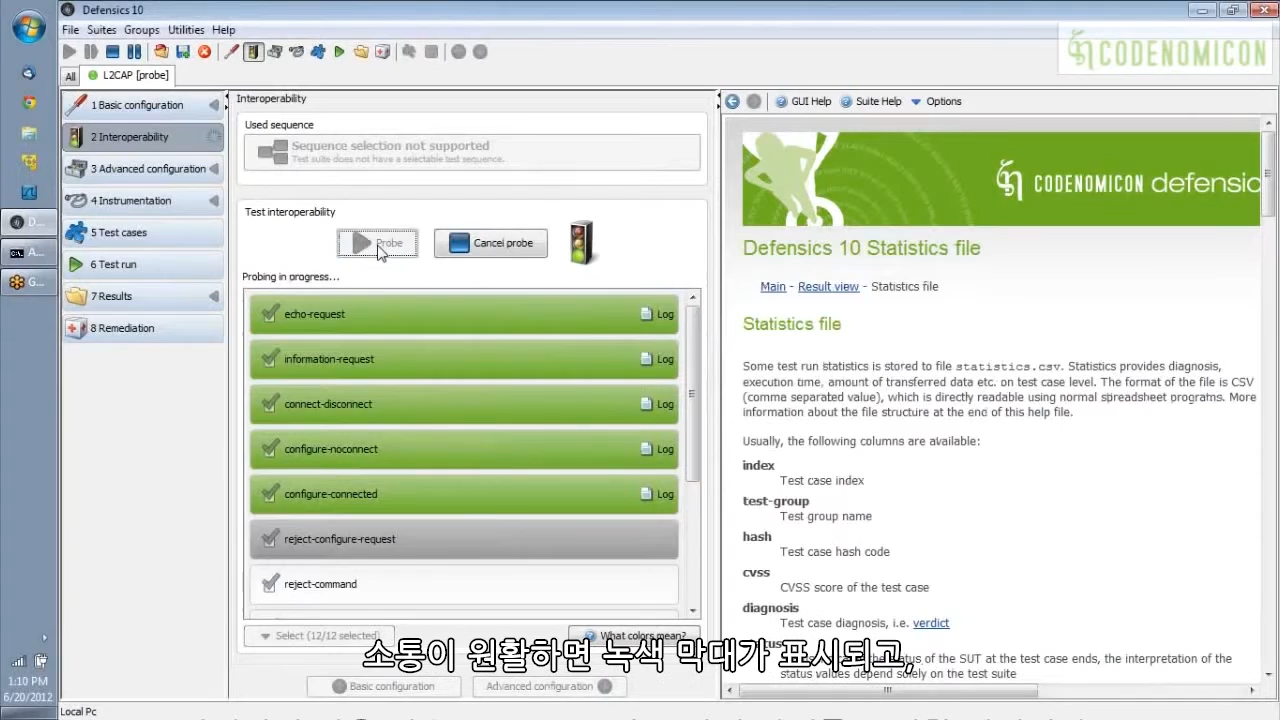 Defensics 10
File Suites Groups Utilities Help
CODENOMICON
All L2CAP [probe]
1 Basic configuration
2 Interoperability
3 Advanced configuration
4 Instrumentation
5 Test cases
6 Test run
7 Results
8 Remediation
Interoperability
Used sequence
Sequence selection not supported
Test suite does not have a selectable test sequence.
Test interoperability
Probe Cancel probe
Probing in progress...
echo-request Log
information-request Log
connect-disconnect Log
configure-noconnect Log
configure-connected Log
reject-configure-request
reject-command
Select (12/12 selected) What colors mean?
Basic configuration Advanced configuration
GUI Help Suite Help Options
CODENOMICON defensic
Defensics 10 Statistics file
Main - Result view - Statistics file
Statistics file
Some test run statistics is stored to file statistics.csv. Statistics provides diagnosis,
execution time, amount of transferred data etc. on test case level. The format of the file is CSV
(comma separated value), which is directly readable using normal spreadsheet programs. More
information about the file structure at the end of this help file.
Usually, the following columns are available:
index
Test case index
test-group
Test group name
hash
Test case hash code
cvss
CVSS score of the test case
diagnosis
Test case diagnosis, i.e. verdict
status of the SUT at the test case ends, the interpretation of the
status values depend solely on the test suite
소통이 원활하면 녹색 막대가 표시되고,
D...
A...
G...
1:10 PM
6/20/2012
Local Pc